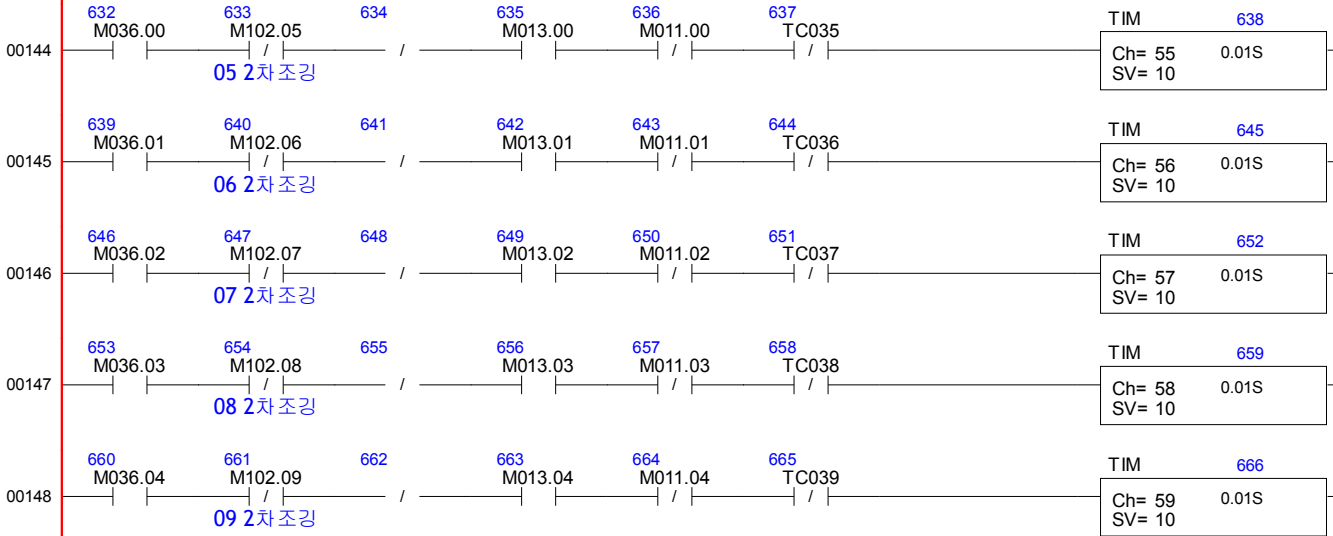 632 633 634 635 636 637 TIM 638
M036.00 M102.05 M013.00 M011.00 TC035
00144 / / / / Ch= 55 0.01S
05 2차조깅 SV= 10
639 640 641 642 643 644 TIM 645
M036.01 M102.06 M013.01 M011.01 TC036
00145 / / / / Ch= 56 0.01S
06 2차조깅 SV= 10
646 647 648 649 650 651 TIM 652
M036.02 M102.07 M013.02 M011.02 TC037
00146 / / / / Ch= 57 0.01S
07 2차조깅 SV= 10
653 654 655 656 657 658 TIM 659
M036.03 M102.08 M013.03 M011.03 TC038
00147 / / / / Ch= 58 0.01S
08 2차조깅 SV= 10
660 661 662 663 664 665 TIM 666
M036.04 M102.09 M013.04 M011.04 TC039
00148 / / / / Ch= 59 0.01S
09 2차조깅 SV= 10